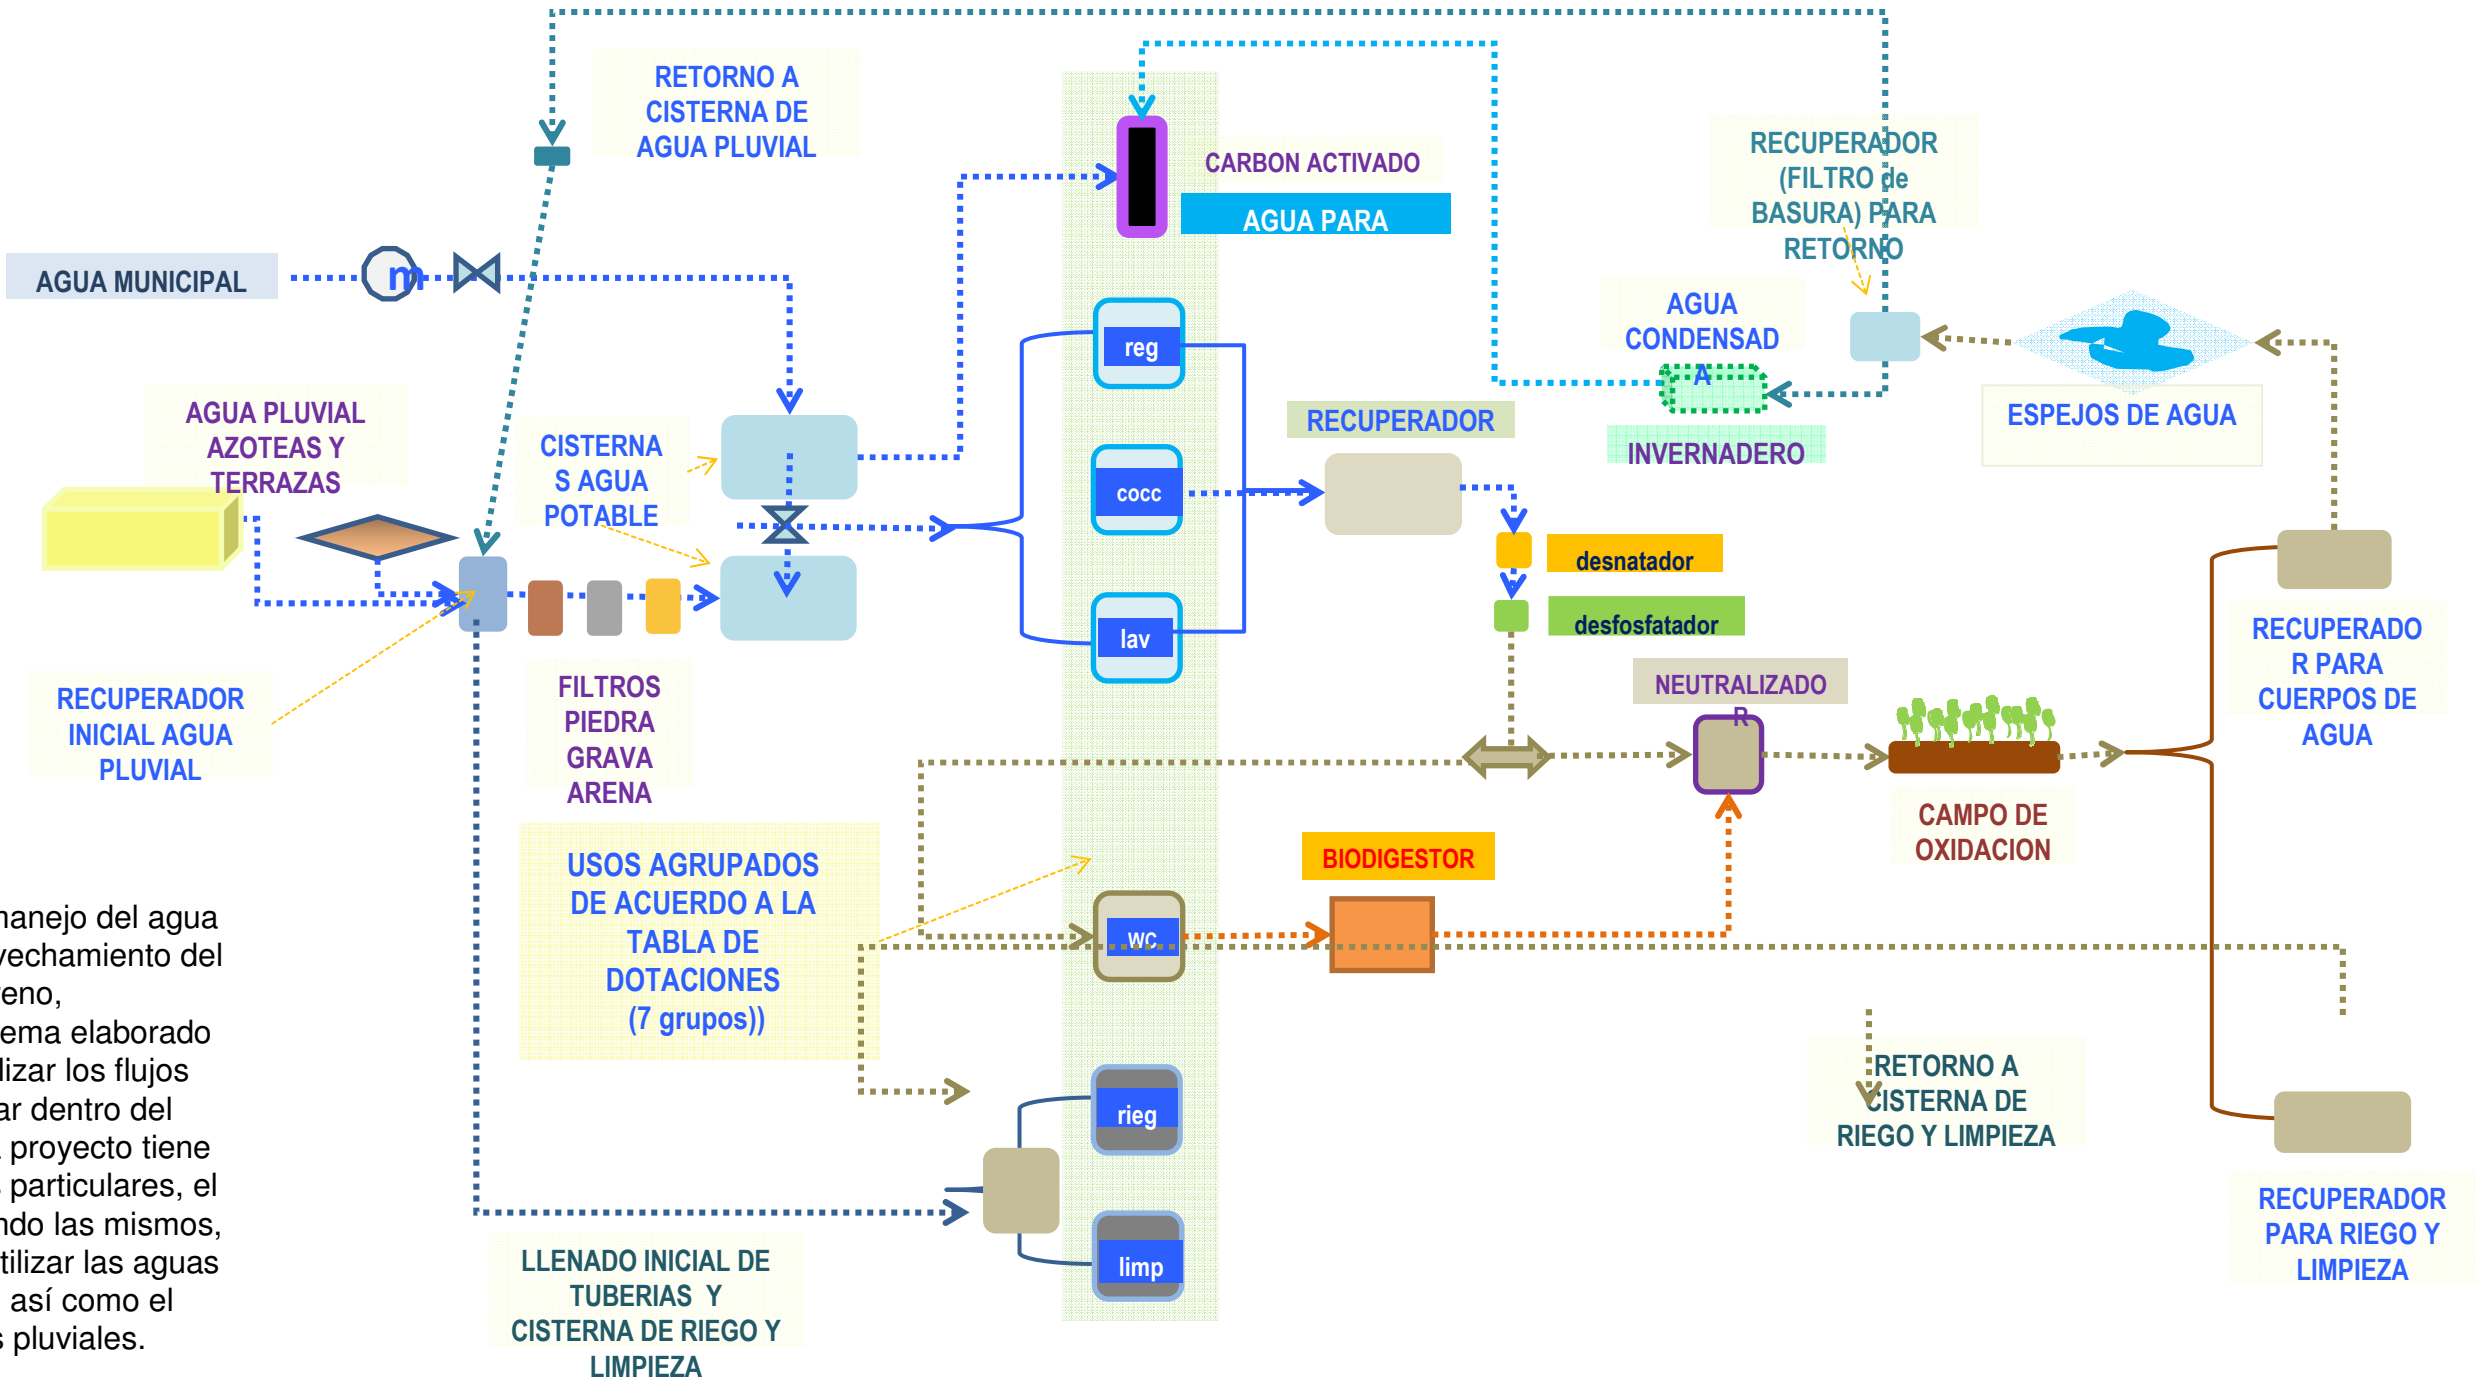 RETORNO A
CISTERNA DE
AGUA PLUVIAL
CARBON ACTIVADO
AGUA PARA
RECUPERADOR
(FILTRO de
BASURA) PARA
RETORNO
AGUA MUNICIPAL
m
AGUA
CONDENSAD
A
INVERNADERO
ESPEJOS DE AGUA
AGUA PLUVIAL
AZOTEAS Y
TERRAZAS
CISTERNA
S AGUA
POTABLE
reg
cocc
lav
RECUPERADOR
desnatador
desfosfatador
NEUTRALIZADO
R
RECUPERADO
R PARA
CUERPOS DE
AGUA
RECUPERADOR
INICIAL AGUA
PLUVIAL
FILTROS
PIEDRA
GRAVA
ARENA
CAMPO DE
OXIDACION
USOS AGRUPADOS
DE ACUERDO A LA
TABLA DE
DOTACIONES
(7 grupos))
BIODIGESTOR
wc
rieg
limp
RETORNO A
CISTERNA DE
RIEGO Y LIMPIEZA
RECUPERADOR
PARA RIEGO Y
LIMPIEZA
LLENADO INICIAL DE
TUBERIAS Y
CISTERNA DE RIEGO Y
LIMPIEZA
manejo del agua
vechamiento del
reno,
ema elaborado
lizar los flujos
ar dentro del
a proyecto tiene
s particulares, el
ndo las mismos,
tilizar las aguas
así como el
s pluviales.